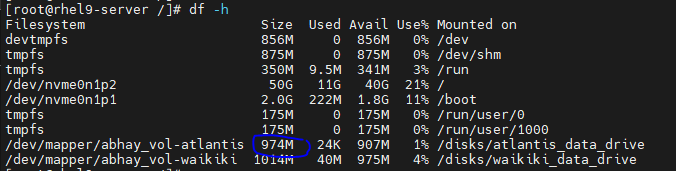 [root@rhel9-server /]# df -h
Filesystem Size Used Avail Use% Mounted on
devtmpfs 856M 0 856M 0% /dev
tmpfs 875M 0 875M 0% /dev/shm
tmpfs 350M 9.5M 341M 3% /run
/dev/nvme0n1p2 50G 11G 40G 21% /
/dev/nvme0n1p1 2.0G 222M 1.8G 11% /boot
tmpfs 175M 0 175M 0% /run/user/0
tmpfs 175M 0 175M 0% /run/user/1000
/dev/mapper/abhay_vol-atlantis 974M 24K 907M 1% /disks/atlantis_data_drive
/dev/mapper/abhay_vol-waikiki 1014M 40M 975M 4% /disks/waikiki_data_drive